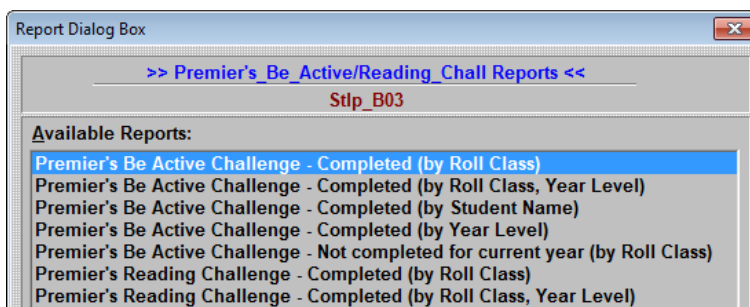 Report Dialog Box
>> Premier's_Be_Active/Reading_Chall Reports <<
Stlp_B03
Available Reports:
Premier's Be Active Challenge - Completed (by Roll Class)
Premier's Be Active Challenge - Completed (by Roll Class, Year Level)
Premier's Be Active Challenge - Completed (by Student Name)
Premier's Be Active Challenge - Completed (by Year Level)
Premier's Be Active Challenge - Not completed for current year (by Roll Class)
Premier's Reading Challenge - Completed (by Roll Class)
Premier's Reading Challenge - Completed (by Roll Class, Year Level)